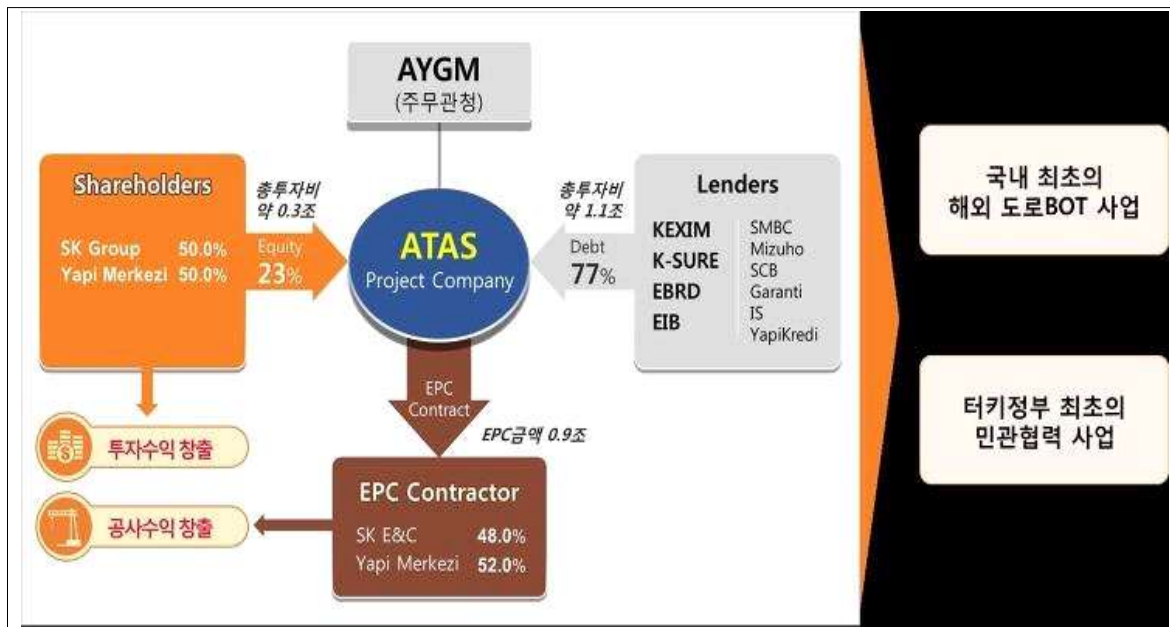 AYGM
(주무관청)
Shareholders
SK Group 50.0%
Yapi Merkezi 50.0%
총투자비
약 0.3조
Equity
23%
ATAS
Project Company
총투자비
약 1.1조
Debt
77%
Lenders
KEXIM
K-SURE
EBRD
EIB
SMBC
Mizuho
SCB
Garanti
IS
YapiKredi
EPC
Contract
EPC금액 0.9조
투자수익 창출
공사수익 창출
EPC Contractor
SK E&C 48.0%
Yapi Merkezi 52.0%
국내 최초의
해외 도로BOT 사업
터키정부 최초의
민관협력 사업